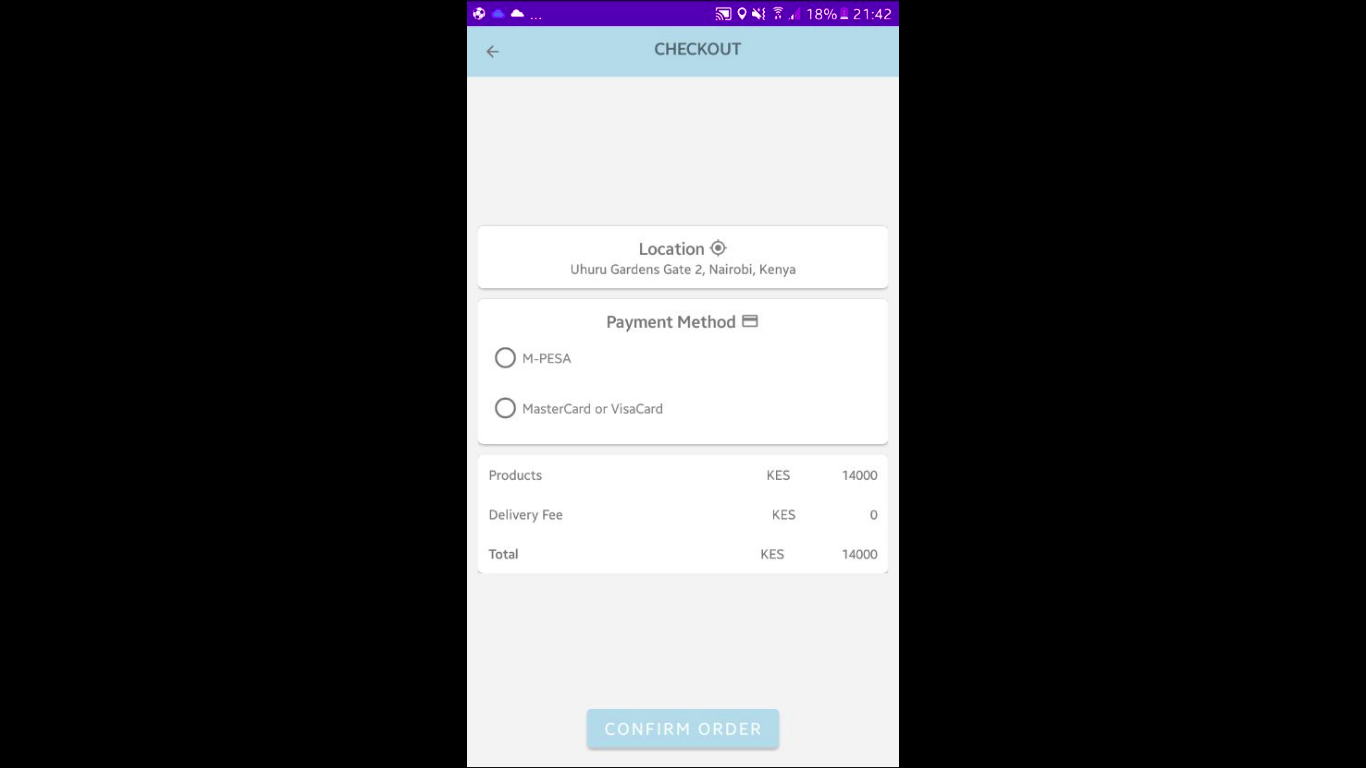 ... 18% 21:42
CHECKOUT
Location
Uhuru Gardens Gate 2, Nairobi, Kenya
Payment Method
M-PESA
MasterCard or VisaCard
Products KES 14000
Delivery Fee KES 0
Total KES 14000
CONFIRM ORDER